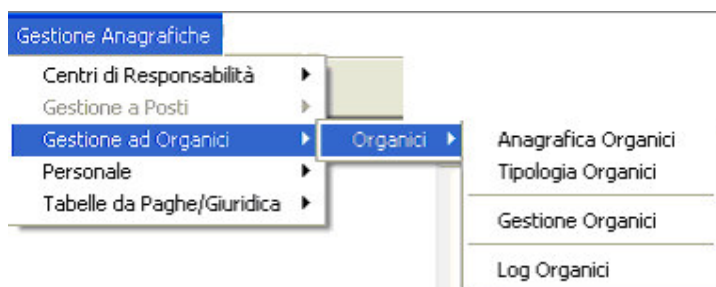 Gestione Anagrafiche
Centri di Responsabilità
Gestione a Posti
Gestione ad Organici
Organici
Anagrafica Organici
Personale
Tipologia Organici
Tabelle da Paghe/Giuridica
Gestione Organici
Log Organici